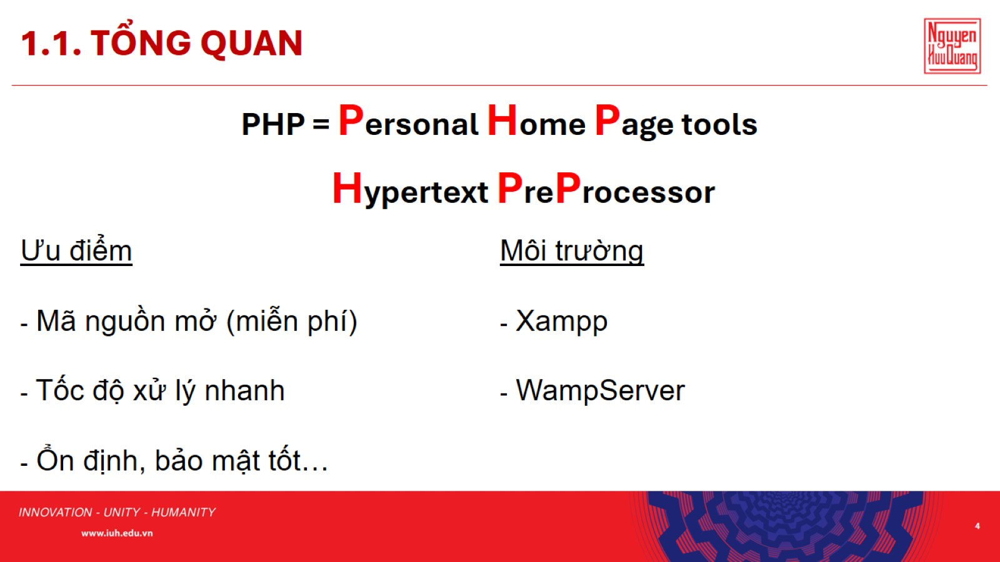 1.1. TỔNG QUAN
Nguyen
HuuQuang
PHP = Personal Home Page tools
Hypertext PreProcessor
Ưu điểm
- Mã nguồn mở (miễn phí)
- Tốc độ xử lý nhanh
- Ổn định, bảo mật tốt...
Môi trường
- Xampp
- WampServer
INNOVATION - UNITY - HUMANITY
www.iuh.edu.vn
4